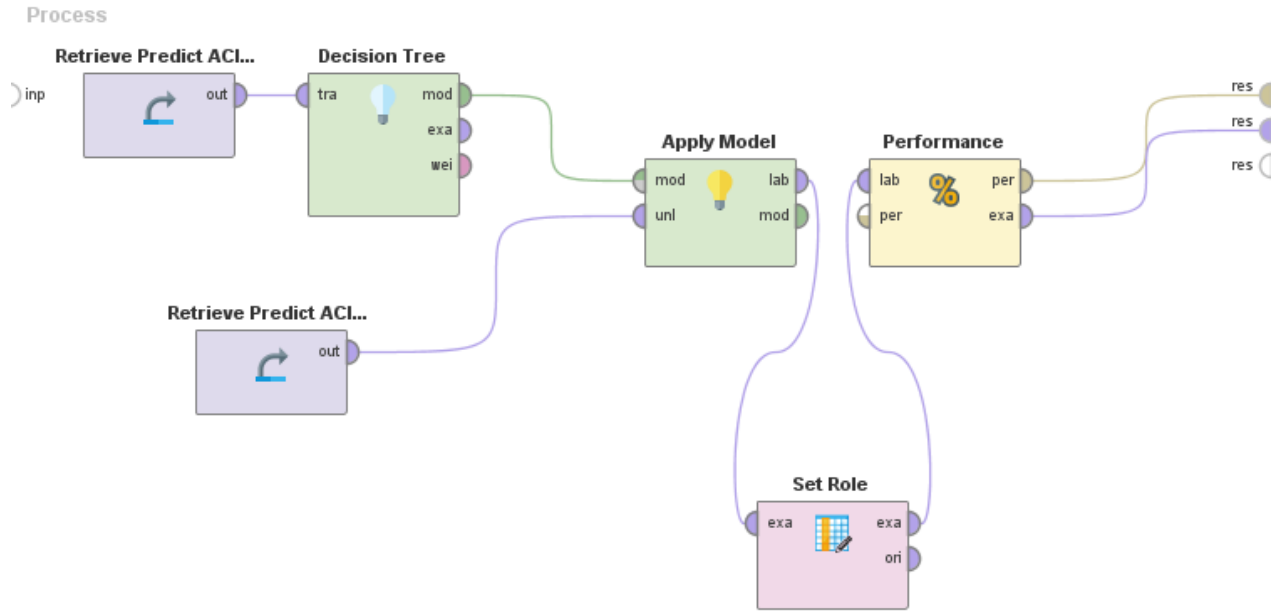 Process
Retrieve Predict ACI...
Decision Tree
inp
out
tra
mod
exa
wei
res
res
res
Apply Model
mod
lab
unl
mod
Performance
lab
per
per
exa
Retrieve Predict ACI...
out
Set Role
exa
exa
ori